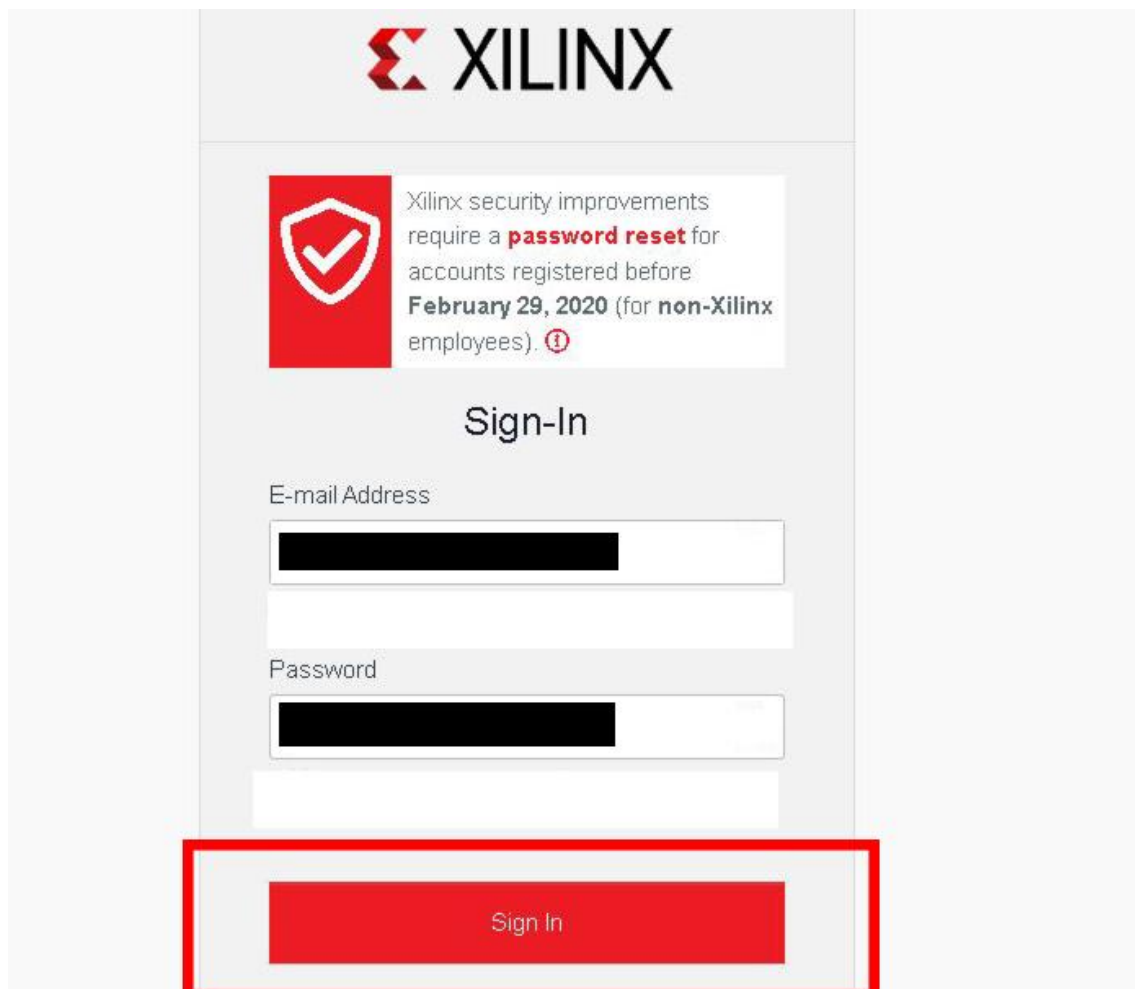 XILINX
Xilinx security improvements
require a password reset for
accounts registered before
February 29, 2020 (for non-Xilinx
employees).
Sign-In
E-mail Address
Password
Sign In